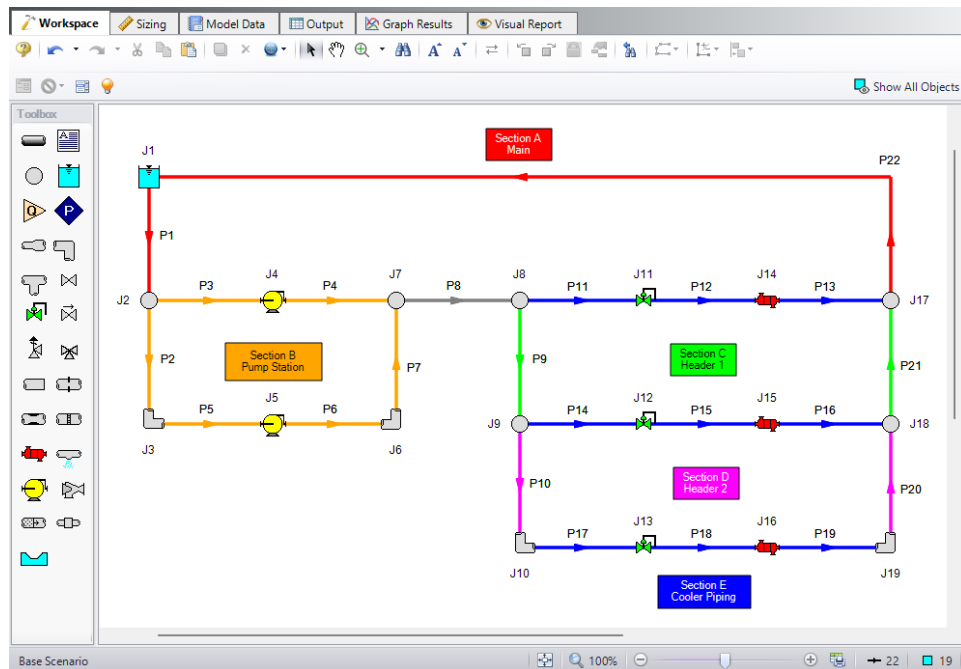 Workspace Sizing Model Data Output Graph Results Visual Report
A A
Show All Objects
Toolbox
A
Q P
Section A
Main
J1
P22
P1
J2 P3 J4 P4 J7 P8 J8 P11 J11 P12 J14 P13 J17
P2
Section B
Pump Station
P7
P9
Section C
Header 1
P21
J3 P5 J5 P6 J6
J9 P14 J12 P15 J15 P16 J18
P10
Section D
Header 2
P20
J10 P17 J13 P18 J16 P19 J19
Section E
Cooler Piping
Base Scenario 100% 22 19